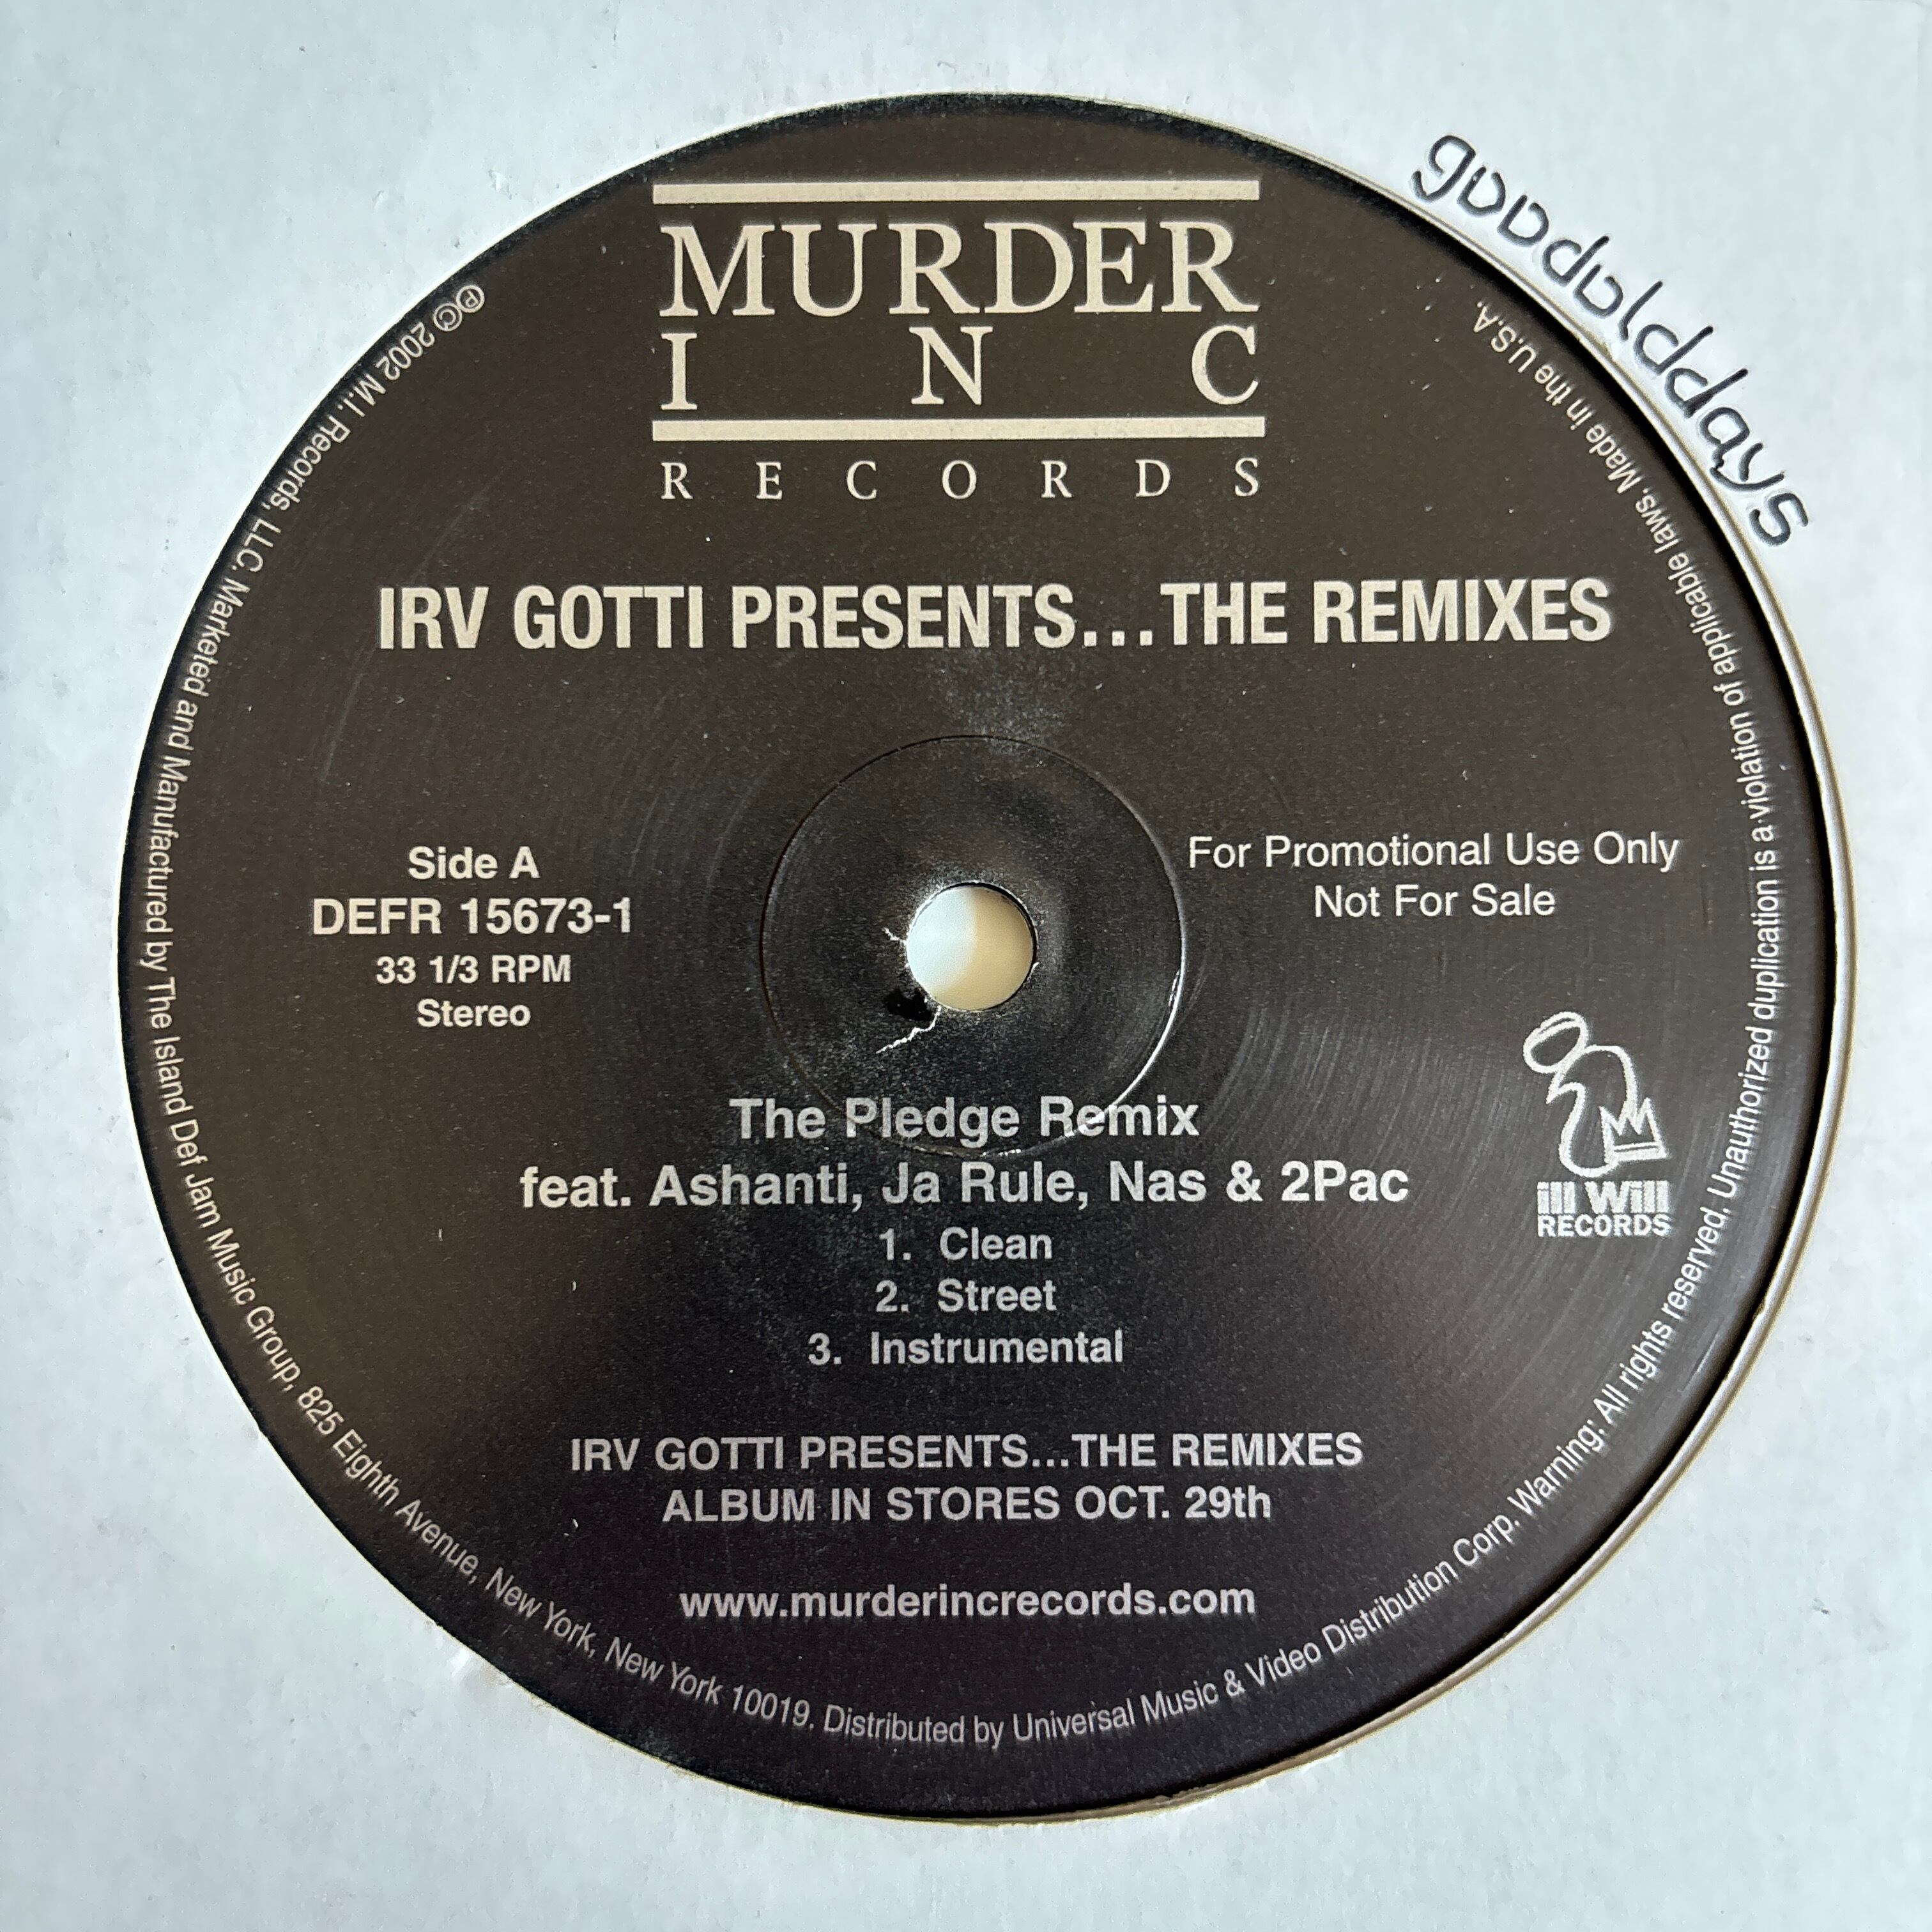 MURDER
INC
RECORDS
IRV GOTTI PRESENTS...THE REMIXES
Side A
DEFR 15673-1
33 1/3 RPM
Stereo
For Promotional Use Only
Not For Sale
ill Will
RECORDS
The Pledge Remix
feat. Ashanti, Ja Rule, Nas & 2Pac
1. Clean
2. Street
3. Instrumental
IRV GOTTI PRESENTS...THE REMIXES
ALBUM IN STORES OCT. 29th
www.murderincrecords.com
℗© 2002 M.I. Records, LLC. Marketed and Manufactured by The Island Def Jam Music Group, 825 Eighth Avenue, New York, New York 10019. Distributed by Universal Music & Video Distribution Corp. Warning: All rights reserved. Unauthorized duplication is a violation of applicable laws. Made in the U.S.A.